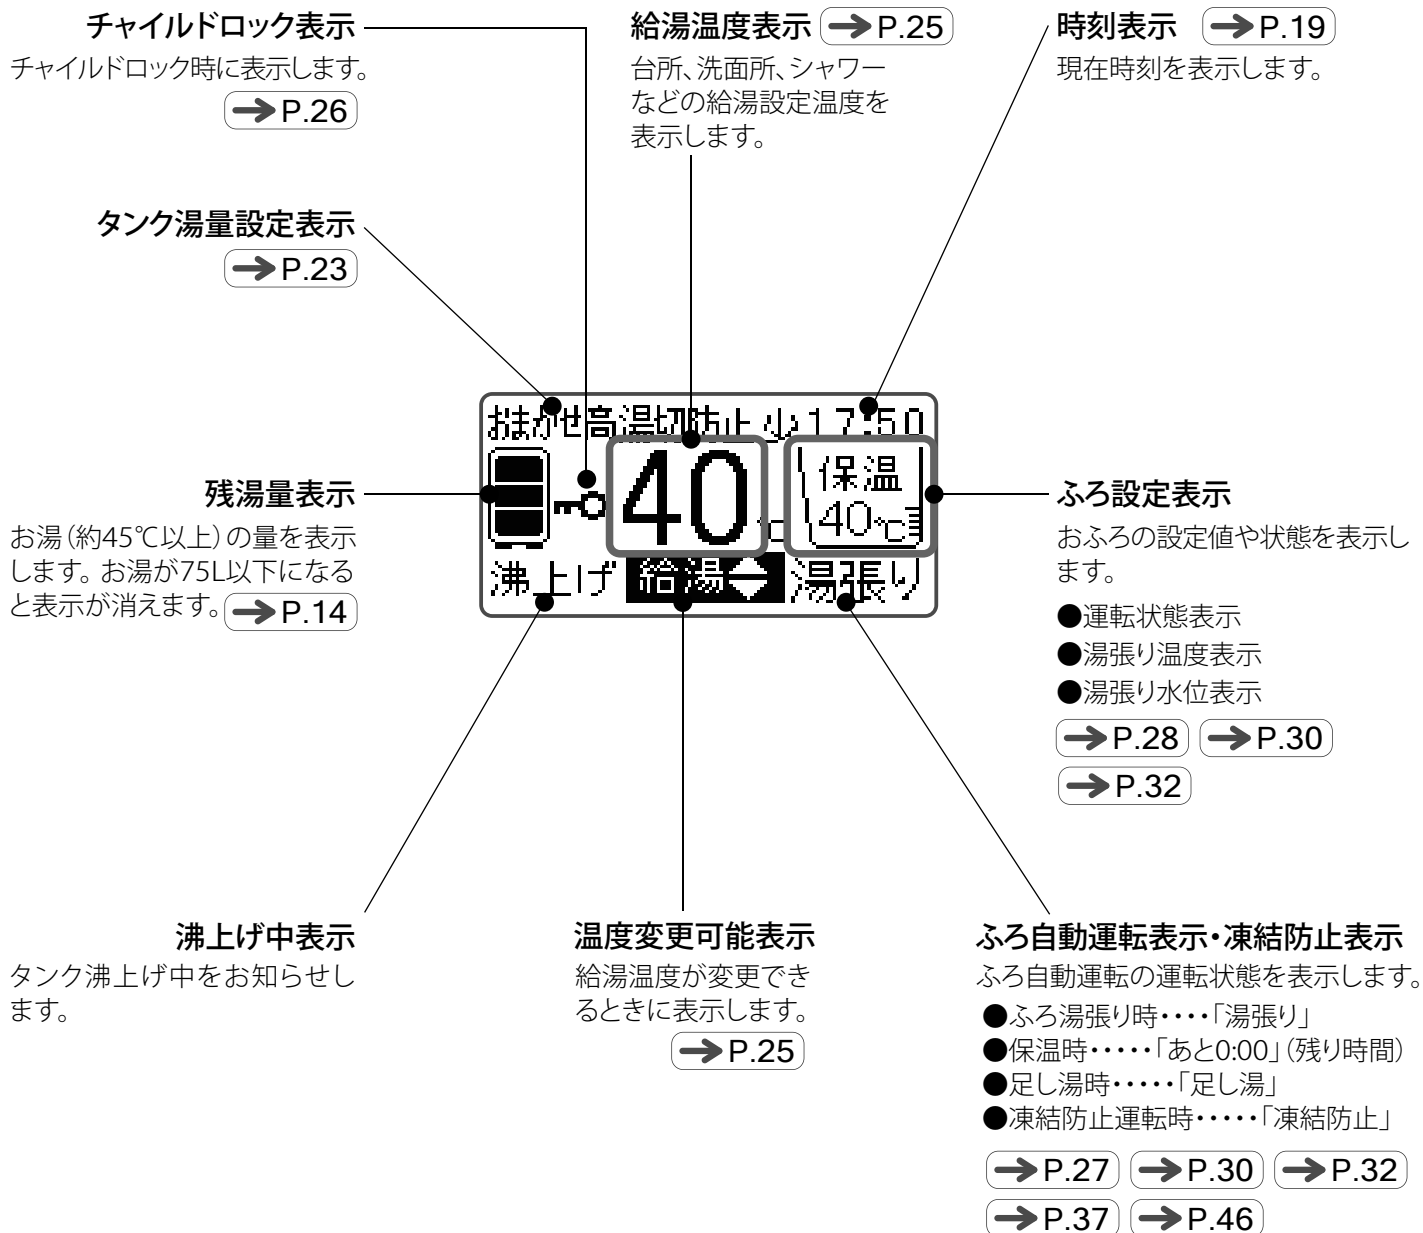 チャイルドロック表示
チャイルドロック時に表示します。
→P.26
給湯温度表示 →P.25
台所、洗面所、シャワー
などの給湯設定温度を
表示します。
時刻表示 →P.19
現在時刻を表示します。
タンク湯量設定表示
→P.23
おまかせ高湯切防止 少17:50
40℃
保温
40℃
沸上げ 給湯 湯張り
残湯量表示
お湯(約45℃以上)の量を表示
します。お湯が75L以下になる
と表示が消えます。→P.14
ふろ設定表示
おふろの設定値や状態を表示し
ます。
●運転状態表示
●湯張り温度表示
●湯張り水位表示
→P.28 →P.30
→P.32
沸上げ中表示
タンク沸上げ中をお知らせし
ます。
温度変更可能表示
給湯温度が変更でき
るときに表示します。
→P.25
ふろ自動運転表示・凍結防止表示
ふろ自動運転の運転状態を表示します。
●ふろ湯張り時・・・・「湯張り」
●保温時・・・・・「あと0:00」(残り時間)
●足し湯時・・・・・「足し湯」
●凍結防止運転時・・・・・「凍結防止」
→P.27 →P.30 →P.32
→P.37 →P.46